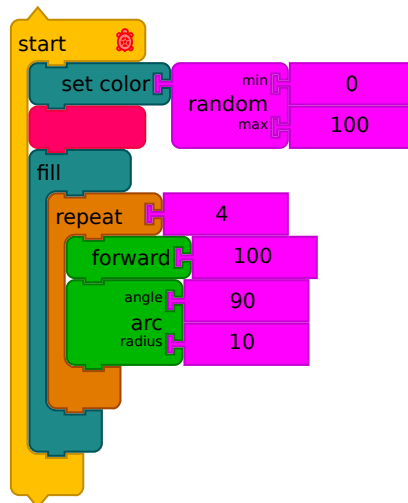 start
set color
min 0
random
max 100
fill
repeat 4
forward 100
angle 90
arc
radius 10